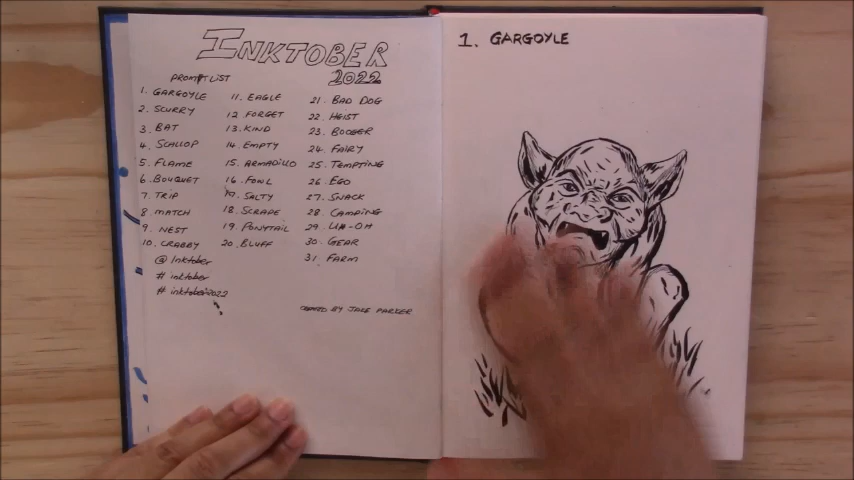 INKTOBER
2022
PROMPT LIST
1. GARGOYLE
2. SCURRY
3. BAT
4. SCALLOP
5. FLAME
6. BOUQUET
7. TRIP
8 MATCH
9. NEST
10. CRABBY
@ Inktober
# inktober
# inktober2022
11. EAGLE
12 FORGET
13. KIND
14. EMPTY
15. ARMADILLO
16. FOWL
17. SALTY
18. SCRAPE
19. PONYTAIL
20. BLUFF
21. BAD DOG
22. HEIST
23. BOOGER
24. FAIRY
25. TEMPTING
26. EGO
27. SNACK
28. CAMPING
29. UH-OH
30. GEAR
31. FARM
CREATED BY JAKE PARKER
1. GARGOYLE